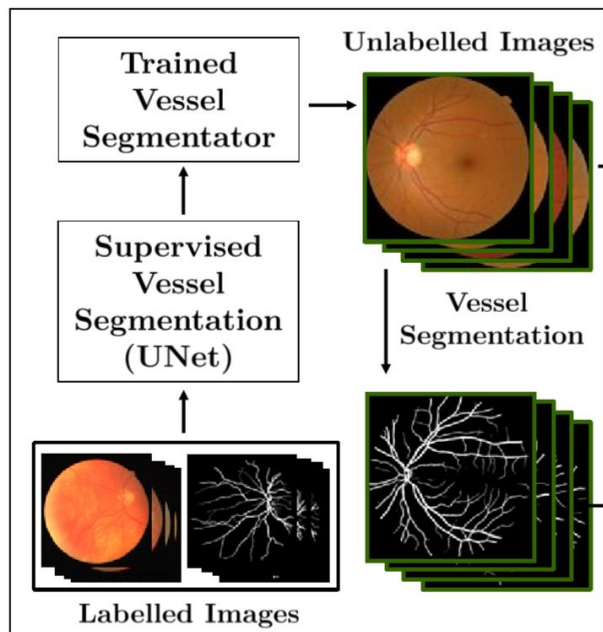 Unlabelled Images
Trained
Vessel
Segmentator
Supervised
Vessel
Segmentation
(UNet)
Vessel
Segmentation
Labelled Images